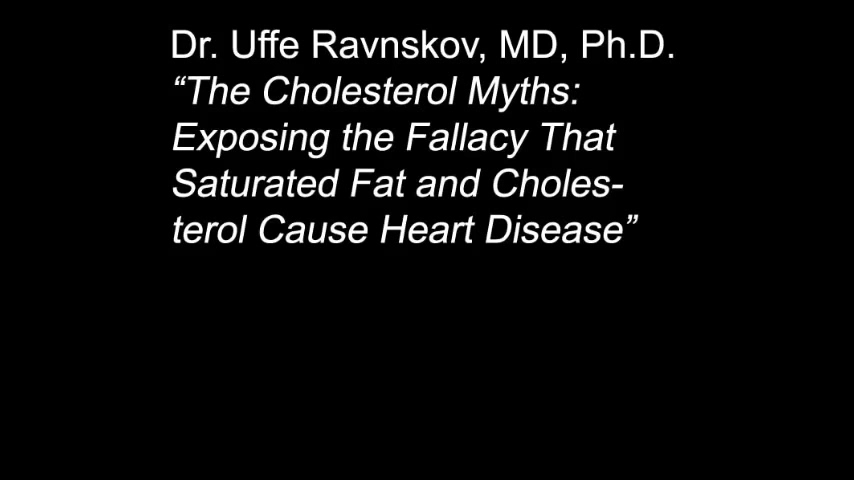 Dr. Uffe Ravnskov, MD, Ph.D.
“The Cholesterol Myths:
Exposing the Fallacy That
Saturated Fat and Choles-
terol Cause Heart Disease”